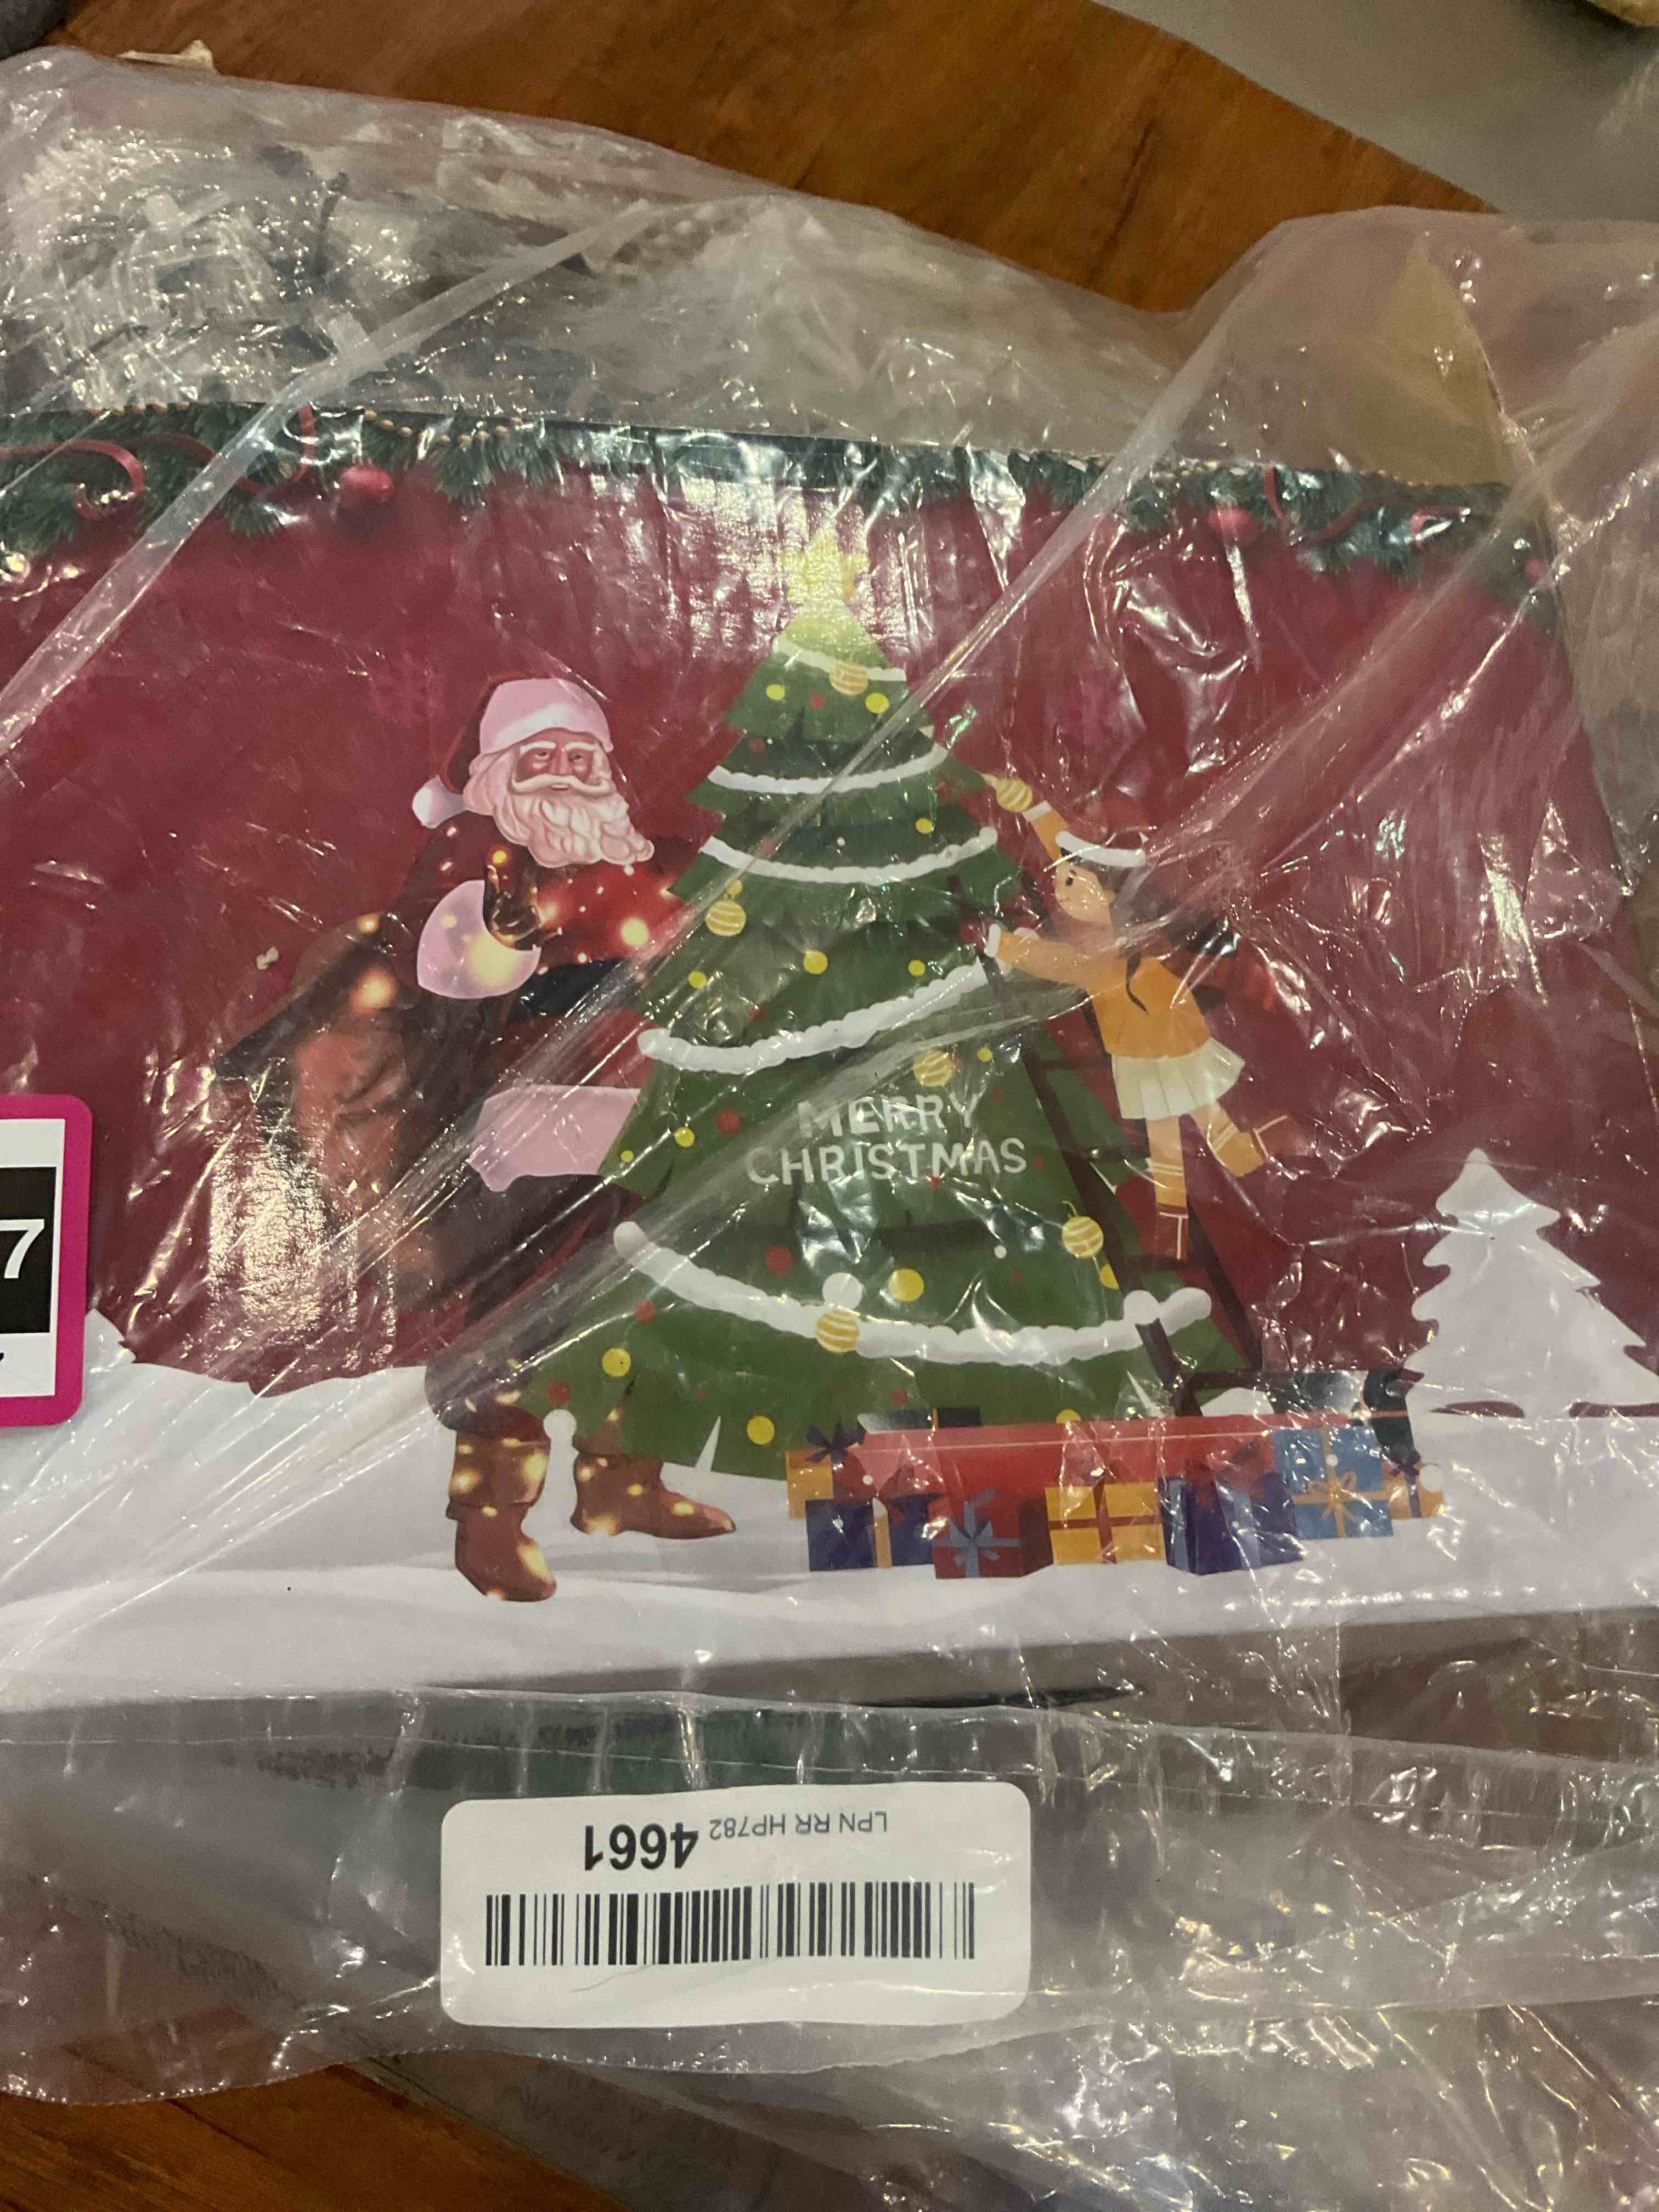 7
MERRY
CHRISTMAS
LPN RR HP782 4661